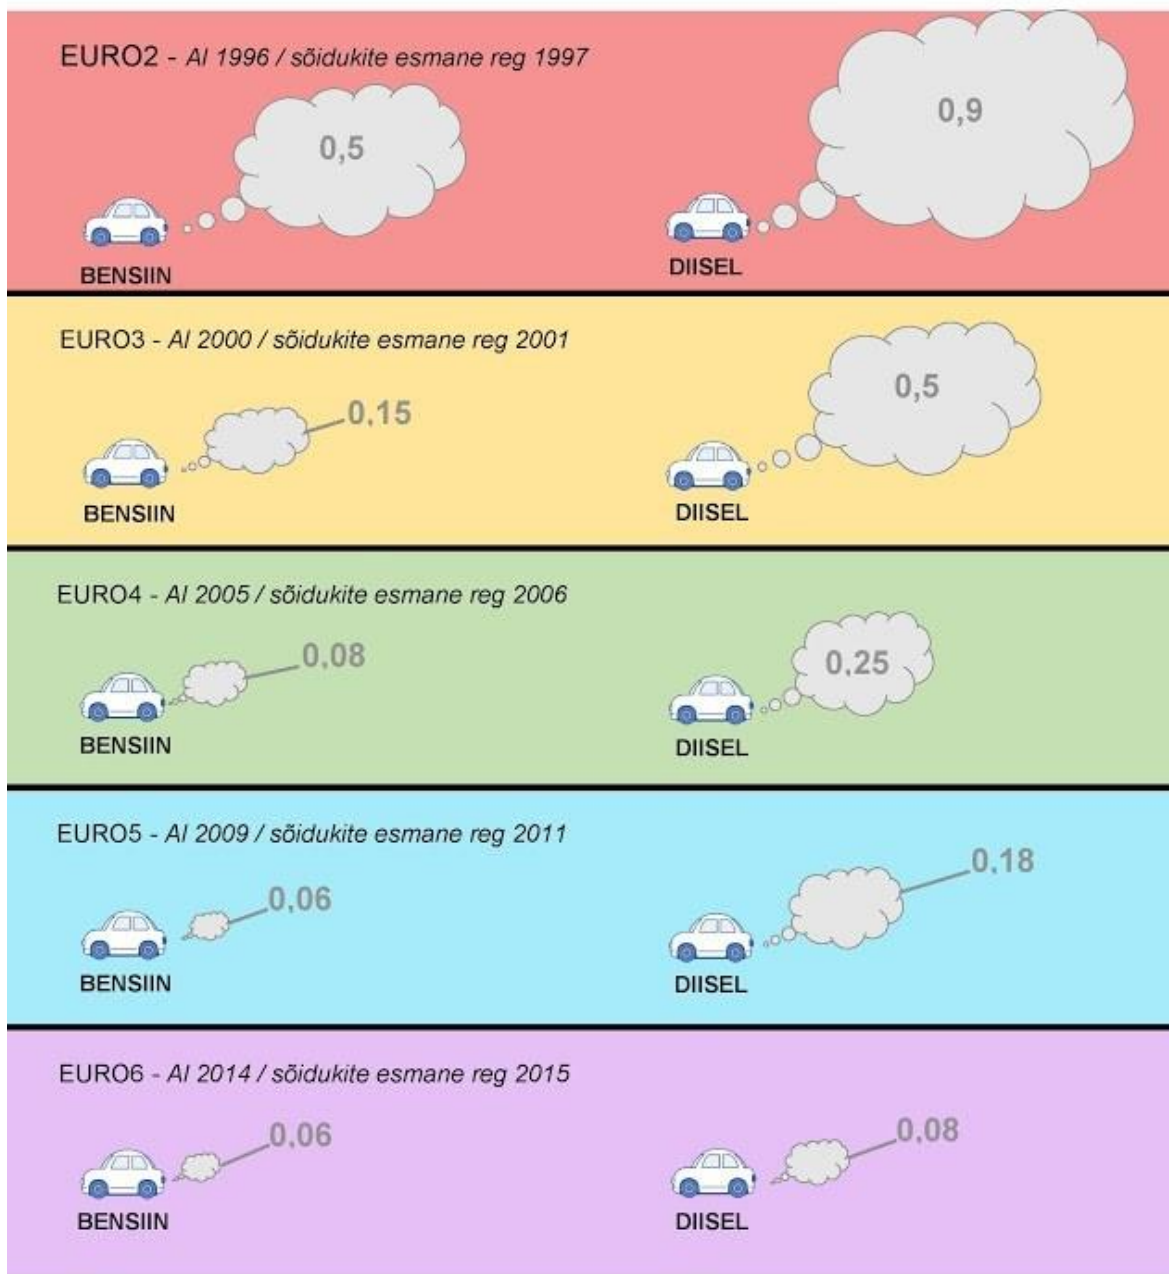 EURO2 - Al 1996 / sõidukite esmane reg 1997
0,5
0,9
BENSIIN
DIISEL
EURO3 - Al 2000 / sõidukite esmane reg 2001
0,15
0,5
BENSIIN
DIISEL
EURO4 - Al 2005 / sõidukite esmane reg 2006
0,08
0,25
BENSIIN
DIISEL
EURO5 - Al 2009 / sõidukite esmane reg 2011
0,06
0,18
BENSIIN
DIISEL
EURO6 - Al 2014 / sõidukite esmane reg 2015
0,06
0,08
BENSIIN
DIISEL